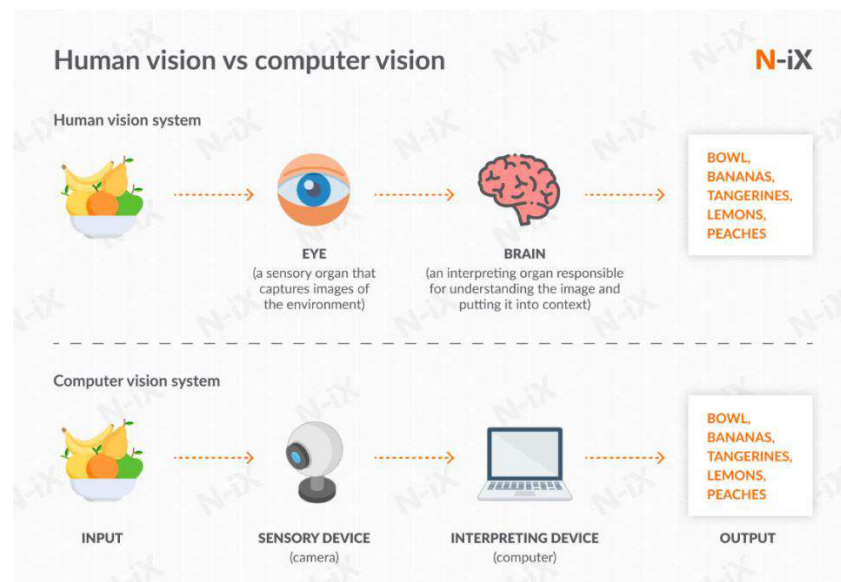 Human vision vs computer vision
N-iX
Human vision system
EYE
(a sensory organ that
captures images of
the environment)
BRAIN
(an interpreting organ responsible
for understanding the image and
putting it into context)
BOWL,
BANANAS,
TANGERINES,
LEMONS,
PEACHES
Computer vision system
BOWL,
BANANAS,
TANGERINES,
LEMONS,
PEACHES
INPUT
SENSORY DEVICE
(camera)
INTERPRETING DEVICE
(computer)
OUTPUT